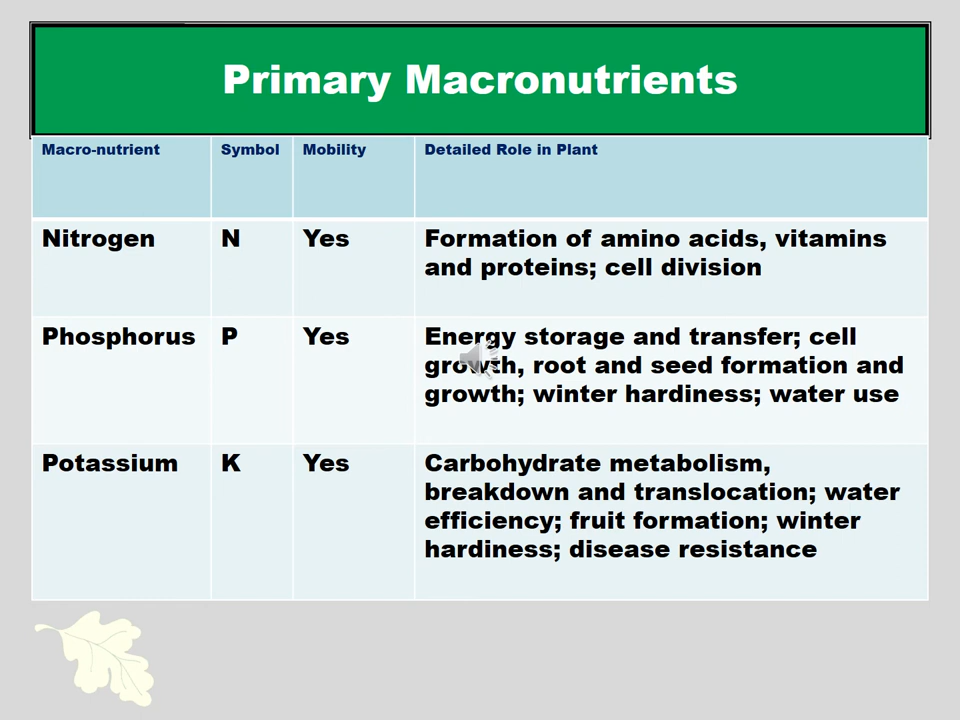 Primary Macronutrients
Macro-nutrient Symbol Mobility Detailed Role in Plant
Nitrogen N Yes Formation of amino acids, vitamins
and proteins; cell division
Phosphorus P Yes Energy storage and transfer; cell
growth, root and seed formation and
growth; winter hardiness; water use
Potassium K Yes Carbohydrate metabolism,
breakdown and translocation; water
efficiency; fruit formation; winter
hardiness; disease resistance